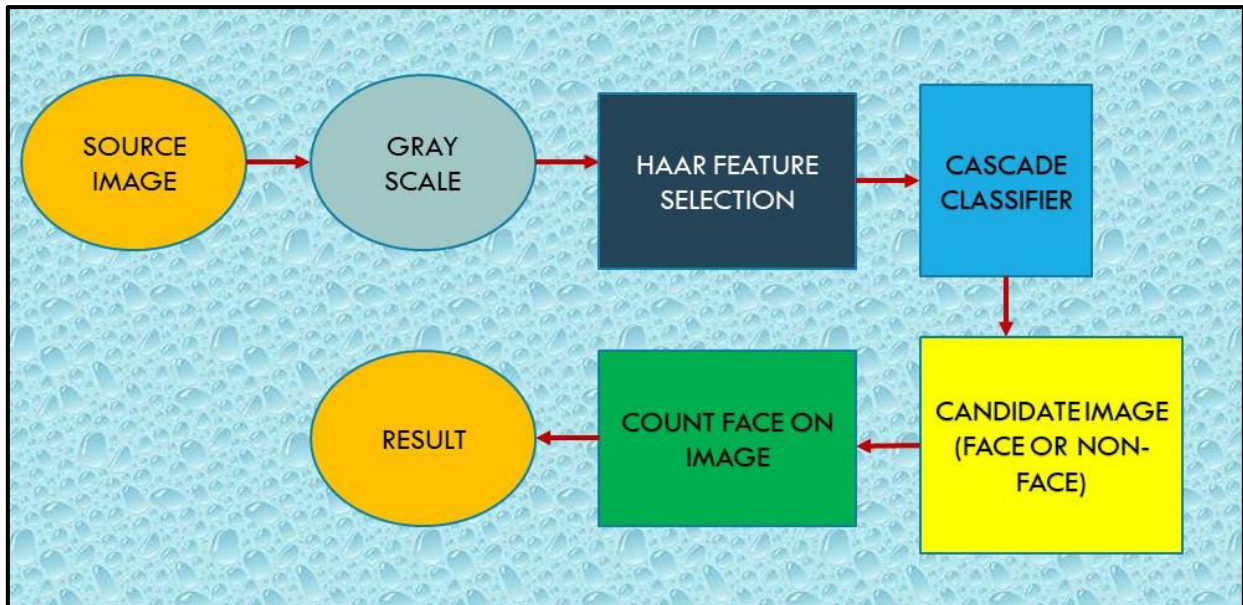 SOURCE
IMAGE
GRAY
SCALE
HAAR FEATURE
SELECTION
CASCADE
CLASSIFIER
RESULT
COUNT FACE ON
IMAGE
CANDIDATE IMAGE
(FACE OR NON-
FACE)